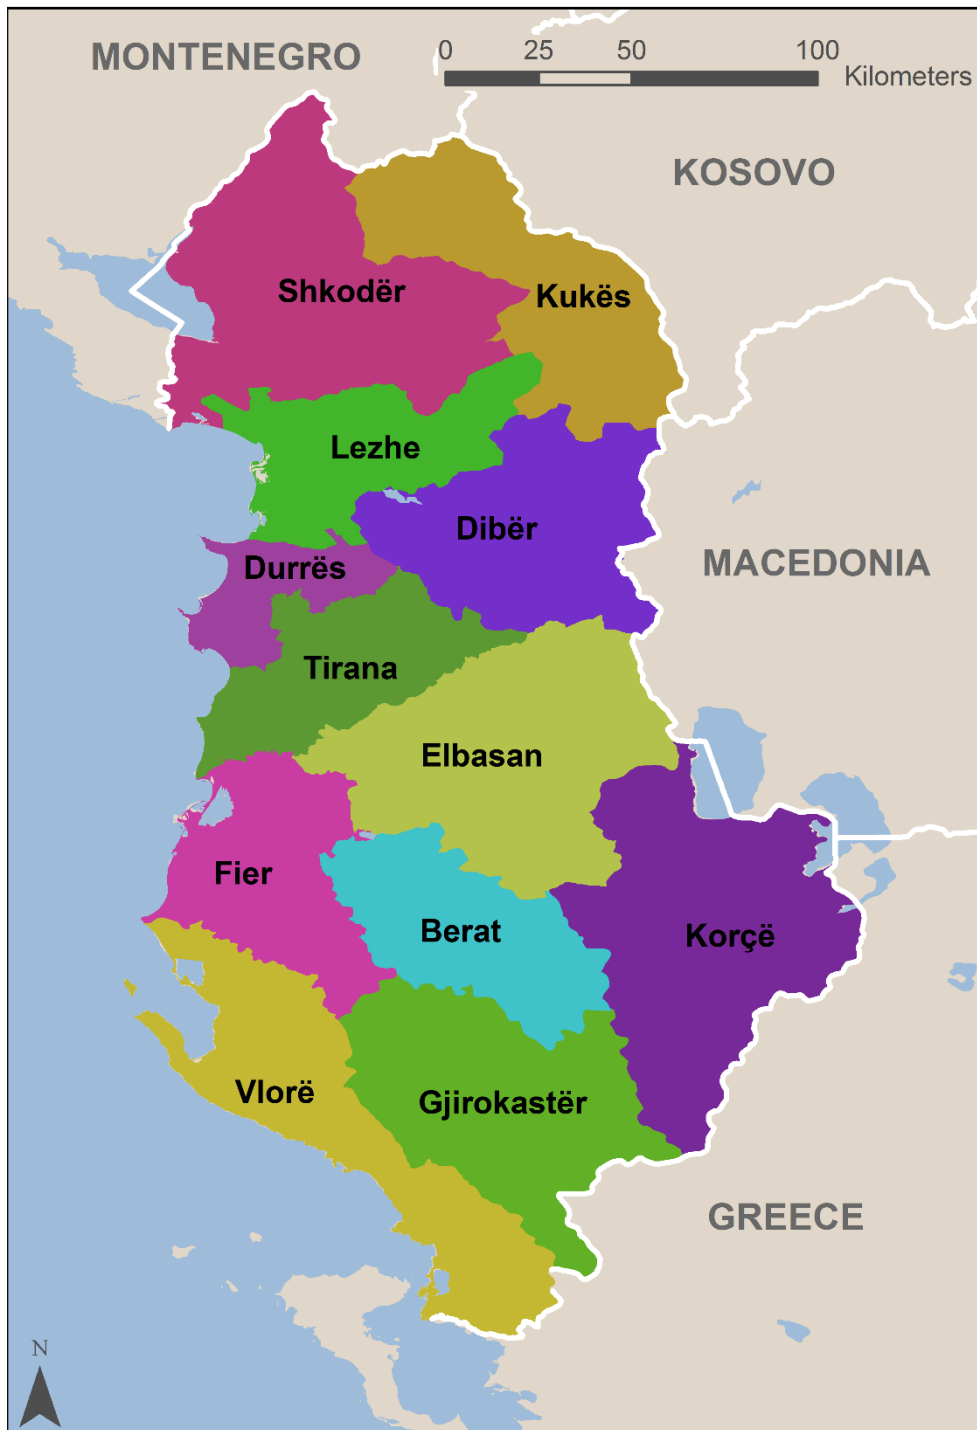 MONTENEGRO
0 25 50 100
Kilometers
KOSOVO
Shkodër
Kukës
Lezhe
Dibër
Durrës
MACEDONIA
Tirana
Elbasan
Fier
Berat
Korçë
Vlorë
Gjirokastër
GREECE
N